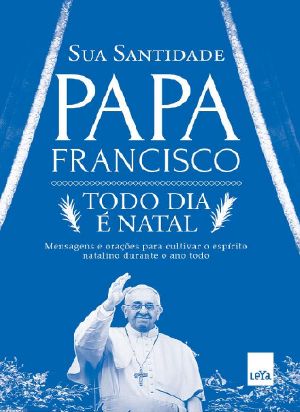 SUA SANTIDADE
PAPA
FRANCISCO
TODO DIA
É NATAL
Mensagens e orações para cultivar o espírito
natalino durante o ano todo
LeYa